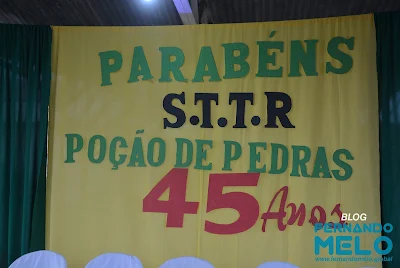 PARABÉNS
S.T.T.R
POÇÃO DE PEDRAS
45 Anos
BLOG
FERNANDO
MELO